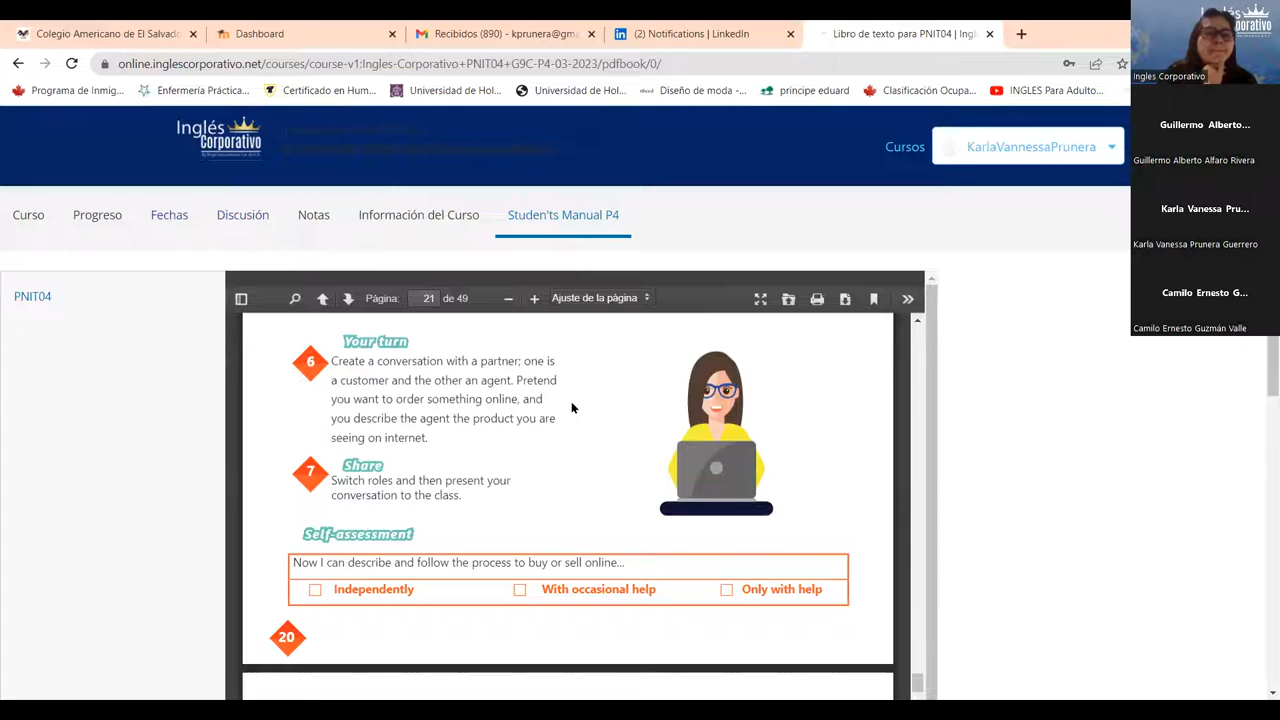 Colegio Americano de El Salvado
Dashboard
Recibidos (890) - kprunera@gma
(2) Notifications | LinkedIn
Libro de texto para PNIT04 | Ingl
online.inglescorporativo.net/courses/course-v1:Ingles-Corporativo+PNIT04+G9C-P4-03-2023/pdfbook/0/
Programa de Inmig...
Enfermería Práctica...
Certificado en Hum...
Universidad de Hol...
Universidad de Hol...
Diseño de moda -...
principe eduard
Clasificación Ocupa...
INGLES Para Adulto...
Inglés
Corporativo
Cursos
KarlaVannessaPrunera
Curso
Progreso
Fechas
Discusión
Notas
Información del Curso
Studen'ts Manual P4
PNIT04
Página:
21
de 49
Ajuste de la página
6
Your turn
Create a conversation with a partner; one is
a customer and the other an agent. Pretend
you want to order something online, and
you describe the agent the product you are
seeing on internet.
7
Share
Switch roles and then present your
conversation to the class.
Self-assessment
Now I can describe and follow the process to buy or sell online...
Independently
With occasional help
Only with help
20
Inglés
Corporativo
Ingles Corporativo
Guillermo Alberto...
Guillermo Alberto Alfaro Rivera
Karla Vanessa Pru...
Karla Vanessa Prunera Guerrero
Camilo Ernesto G...
Camilo Ernesto Guzmán Valle